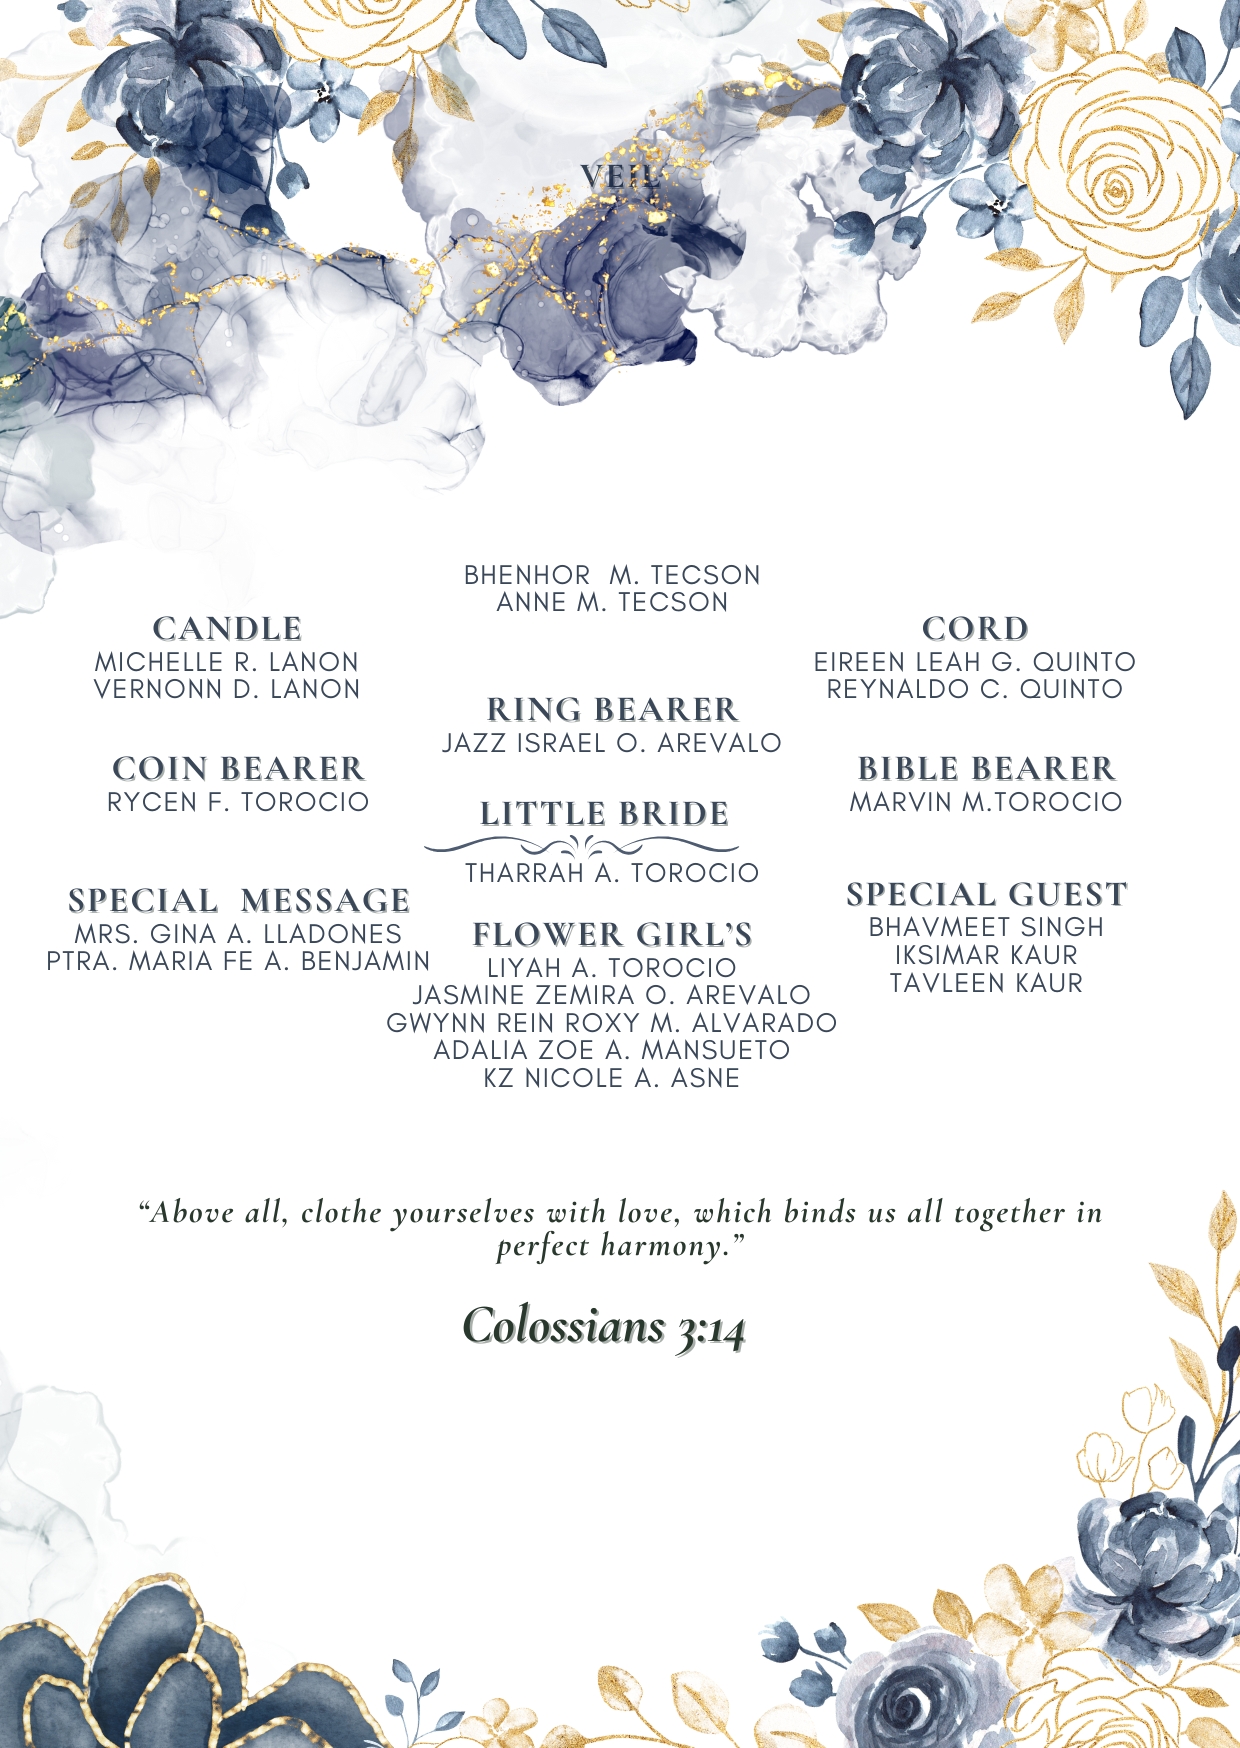 VEIL
BHENHOR M. TECSON
ANNE M. TECSON
CANDLE
MICHELLE R. LANON
VERNONN D. LANON
CORD
EIREEN LEAH G. QUINTO
REYNALDO C. QUINTO
RING BEARER
JAZZ ISRAEL O. AREVALO
COIN BEARER
RYCEN F. TOROCIO
BIBLE BEARER
MARVIN M.TOROCIO
LITTLE BRIDE
THARRAH A. TOROCIO
SPECIAL MESSAGE
MRS. GINA A. LLADONES
PTRA. MARIA FE A. BENJAMIN
SPECIAL GUEST
BHAVMEET SINGH
IKSIMAR KAUR
TAVLEEN KAUR
FLOWER GIRL’S
LIYAH A. TOROCIO
JASMINE ZEMIRA O. AREVALO
GWYNN REIN ROXY M. ALVARADO
ADALIA ZOE A. MANSUETO
KZ NICOLE A. ASNE
“Above all, clothe yourselves with love, which binds us all together in
perfect harmony.”
Colossians 3:14